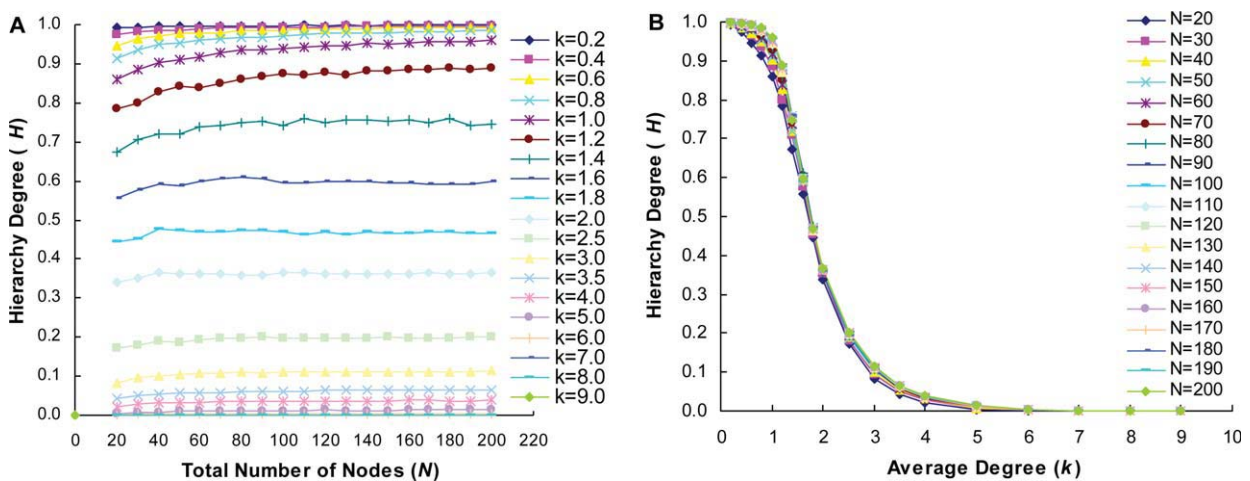 A
Hierarchy Degree ( H)
1.0
0.9
0.8
0.7
0.6
0.5
0.4
0.3
0.2
0.1
0.0
0 20 40 60 80 100 120 140 160 180 200 220
Total Number of Nodes (N)
k=0.2
k=0.4
k=0.6
k=0.8
k=1.0
k=1.2
k=1.4
k=1.6
k=1.8
k=2.0
k=2.5
k=3.0
k=3.5
k=4.0
k=5.0
k=6.0
k=7.0
k=8.0
k=9.0
B
Hierarchy Degree ( H)
1.0
0.9
0.8
0.7
0.6
0.5
0.4
0.3
0.2
0.1
0.0
0 1 2 3 4 5 6 7 8 9 10
Average Degree (k)
N=20
N=30
N=40
N=50
N=60
N=70
N=80
N=90
N=100
N=110
N=120
N=130
N=140
N=150
N=160
N=170
N=180
N=190
N=200